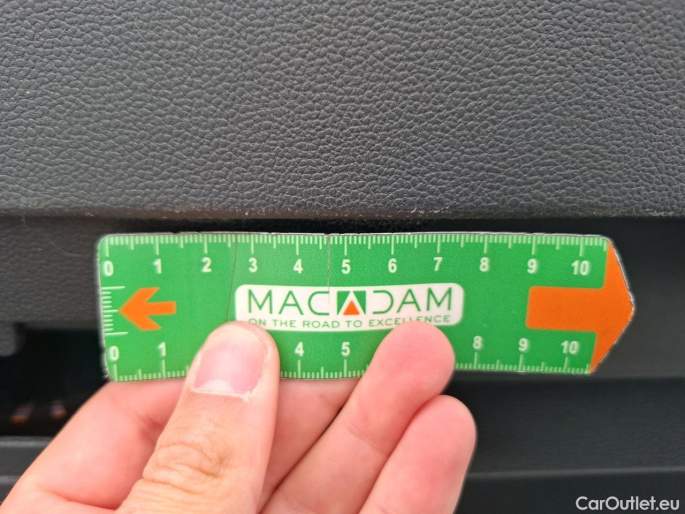 0 1 2 3 4 5 6 7 8 9 10
MACADAM
ON THE ROAD TO EXCELLENCE
0 1 4 5 8 9 10
CarOutlet.eu